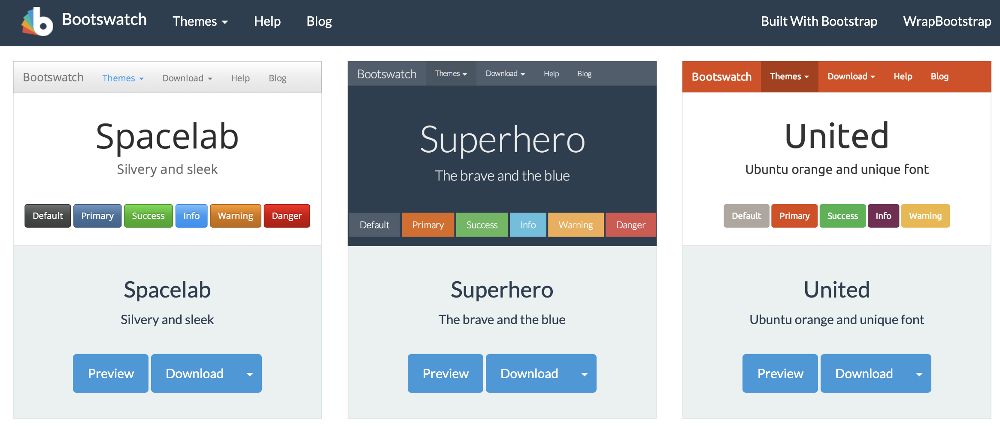 Bootswatch Themes Help Blog Built With Bootstrap WrapBootstrap
Bootswatch Themes Download Help Blog
Spacelab
Silvery and sleek
Default Primary Success Info Warning Danger
Spacelab
Silvery and sleek
Preview Download
Bootswatch Themes Download Help Blog
Superhero
The brave and the blue
Default Primary Success Info Warning Danger
Superhero
The brave and the blue
Preview Download
Bootswatch Themes Download Help Blog
United
Ubuntu orange and unique font
Default Primary Success Info Warning
United
Ubuntu orange and unique font
Preview Download